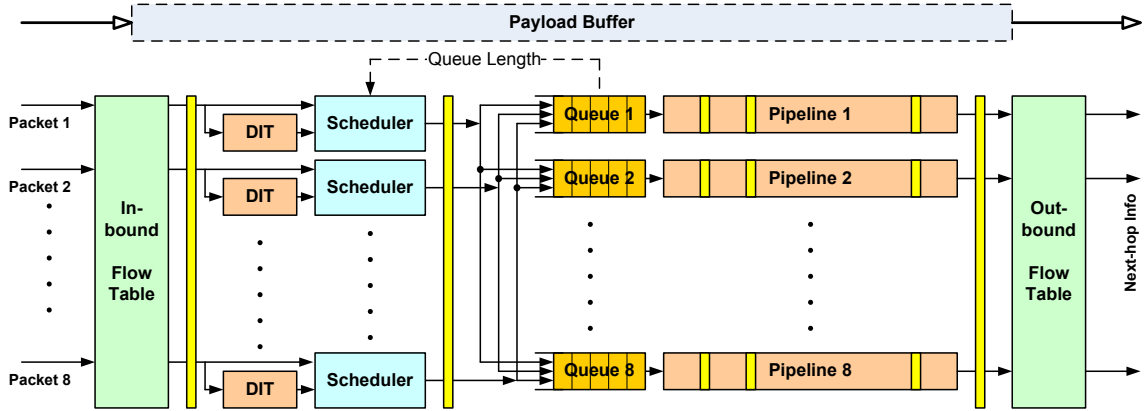 Payload Buffer
Queue Length
Packet 1
DIT
Scheduler
Queue 1
Pipeline 1
Packet 2
DIT
Scheduler
Queue 2
Pipeline 2
In-
bound
Flow
Table
Out-
bound
Flow
Table
Next-hop Info
Packet 8
DIT
Scheduler
Queue 8
Pipeline 8